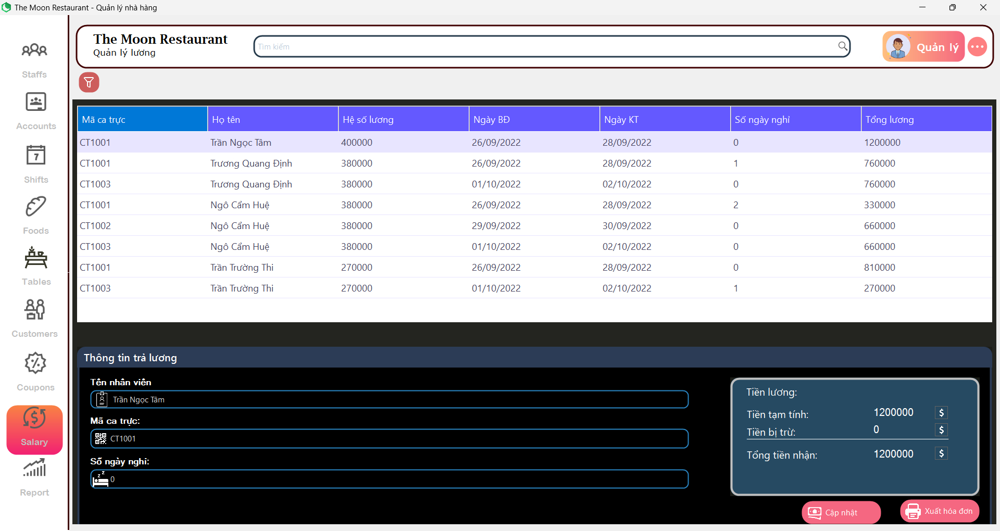 The Moon Restaurant - Quản lý nhà hàng
The Moon Restaurant
Quản lý lương
Tìm kiếm
Quản lý
Staffs
Accounts
7
Shifts
Foods
Tables
Customers
Coupons
Salary
Report
Mã ca trực Họ tên Hệ số lương Ngày BĐ Ngày KT Số ngày nghỉ Tổng lương
CT1001 Trần Ngọc Tâm 400000 26/09/2022 28/09/2022 0 1200000
CT1001 Trương Quang Định 380000 26/09/2022 28/09/2022 1 760000
CT1003 Trương Quang Định 380000 01/10/2022 02/10/2022 0 760000
CT1001 Ngô Cẩm Huệ 380000 26/09/2022 28/09/2022 2 330000
CT1002 Ngô Cẩm Huệ 380000 29/09/2022 30/09/2022 0 660000
CT1003 Ngô Cẩm Huệ 380000 01/10/2022 02/10/2022 0 660000
CT1001 Trần Trường Thi 270000 26/09/2022 28/09/2022 0 810000
CT1003 Trần Trường Thi 270000 01/10/2022 02/10/2022 1 270000
Thông tin trả lương
Tên nhân viên
Trần Ngọc Tâm
Mã ca trực:
CT1001
Số ngày nghỉ:
0
Tiền lương:
Tiền tạm tính: 1200000 $
Tiền bị trừ: 0 $
Tổng tiền nhận: 1200000 $
Cập nhật
Xuất hóa đơn